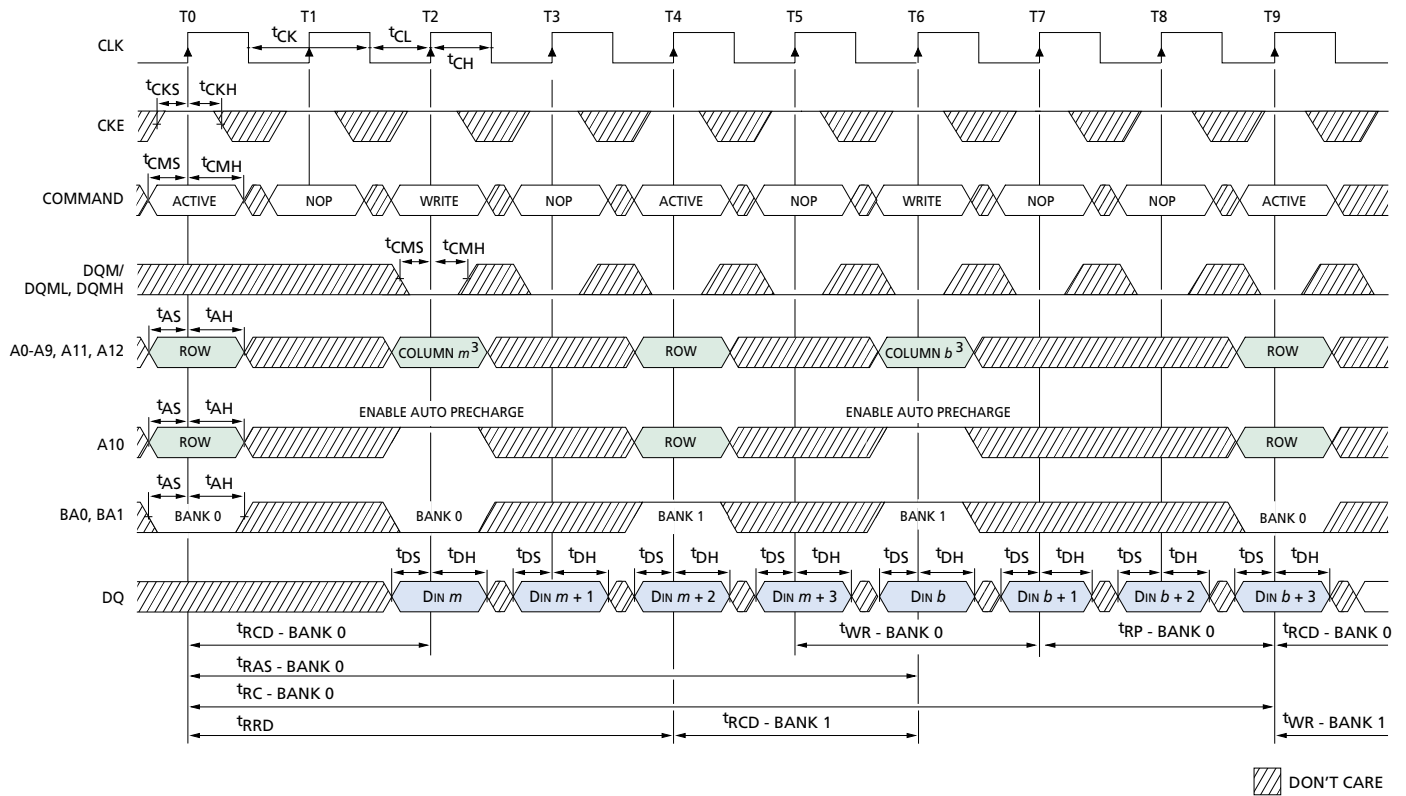 T0 T1 T2 T3 T4 T5 T6 T7 T8 T9
CLK
tCK tCL
tCH
tCKS tCKH
CKE
tCMS tCMH
COMMAND ACTIVE NOP WRITE NOP ACTIVE NOP WRITE NOP NOP ACTIVE
tCMS tCMH
DQM/
DQML, DQMH
tAS tAH
A0-A9, A11, A12 ROW COLUMN m3 ROW COLUMN b3 ROW
tAS tAH
ENABLE AUTO PRECHARGE ENABLE AUTO PRECHARGE
A10 ROW ROW ROW
tAS tAH
BA0, BA1 BANK 0 BANK 0 BANK 1 BANK 1 BANK 0
tDS tDH tDS tDH tDS tDH tDS tDH tDS tDH tDS tDH tDS tDH tDS tDH
DQ DIN m DIN m + 1 DIN m + 2 DIN m + 3 DIN b DIN b + 1 DIN b + 2 DIN b + 3
tRCD - BANK 0 tWR - BANK 0 tRP - BANK 0 tRCD - BANK 0
tRAS - BANK 0
tRC - BANK 0
tRRD tRCD - BANK 1 tWR - BANK 1
DON'T CARE